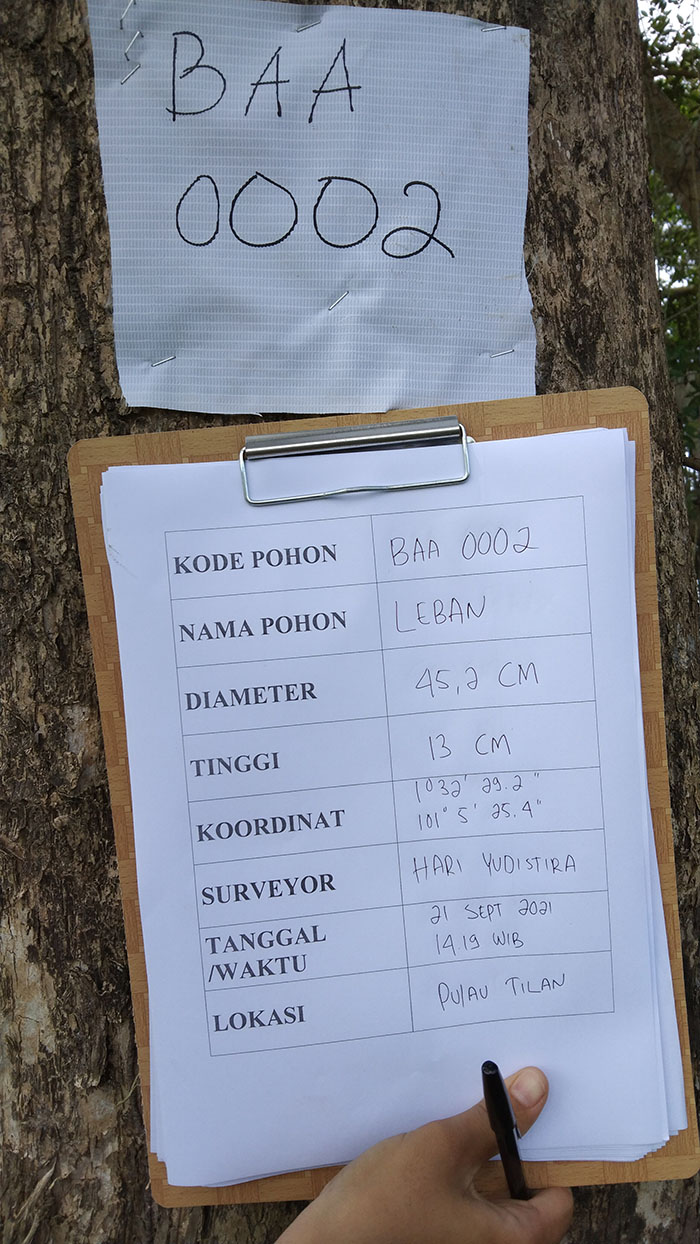 BAA
0002
KODE POHON BAA 0002
NAMA POHON LEBAN
DIAMETER 45,2 CM
TINGGI 13 CM
KOORDINAT 1°32' 29.2"
101° 5' 25.4"
SURVEYOR HARI YUDISTIRA
TANGGAL 21 SEPT 2021
/WAKTU 14.19 WIB
LOKASI PULAU TILAN